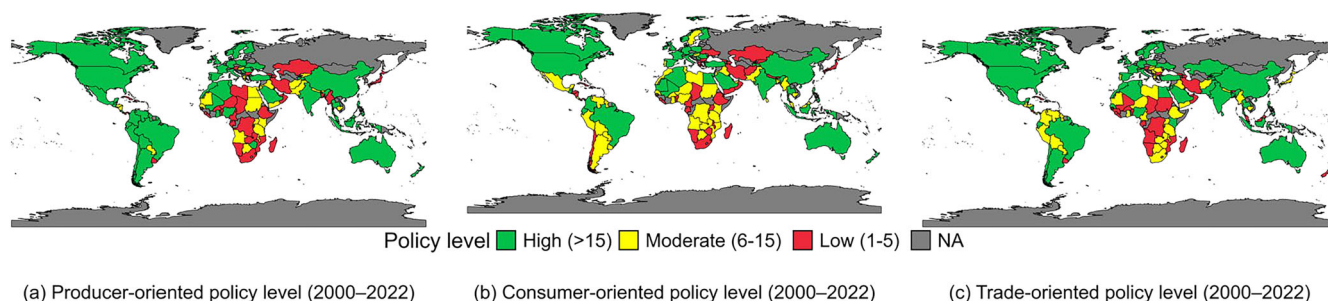 Policy level High (>15) Moderate (6-15) Low (1-5) NA
(a) Producer-oriented policy level (2000–2022) (b) Consumer-oriented policy level (2000–2022) (c) Trade-oriented policy level (2000–2022)